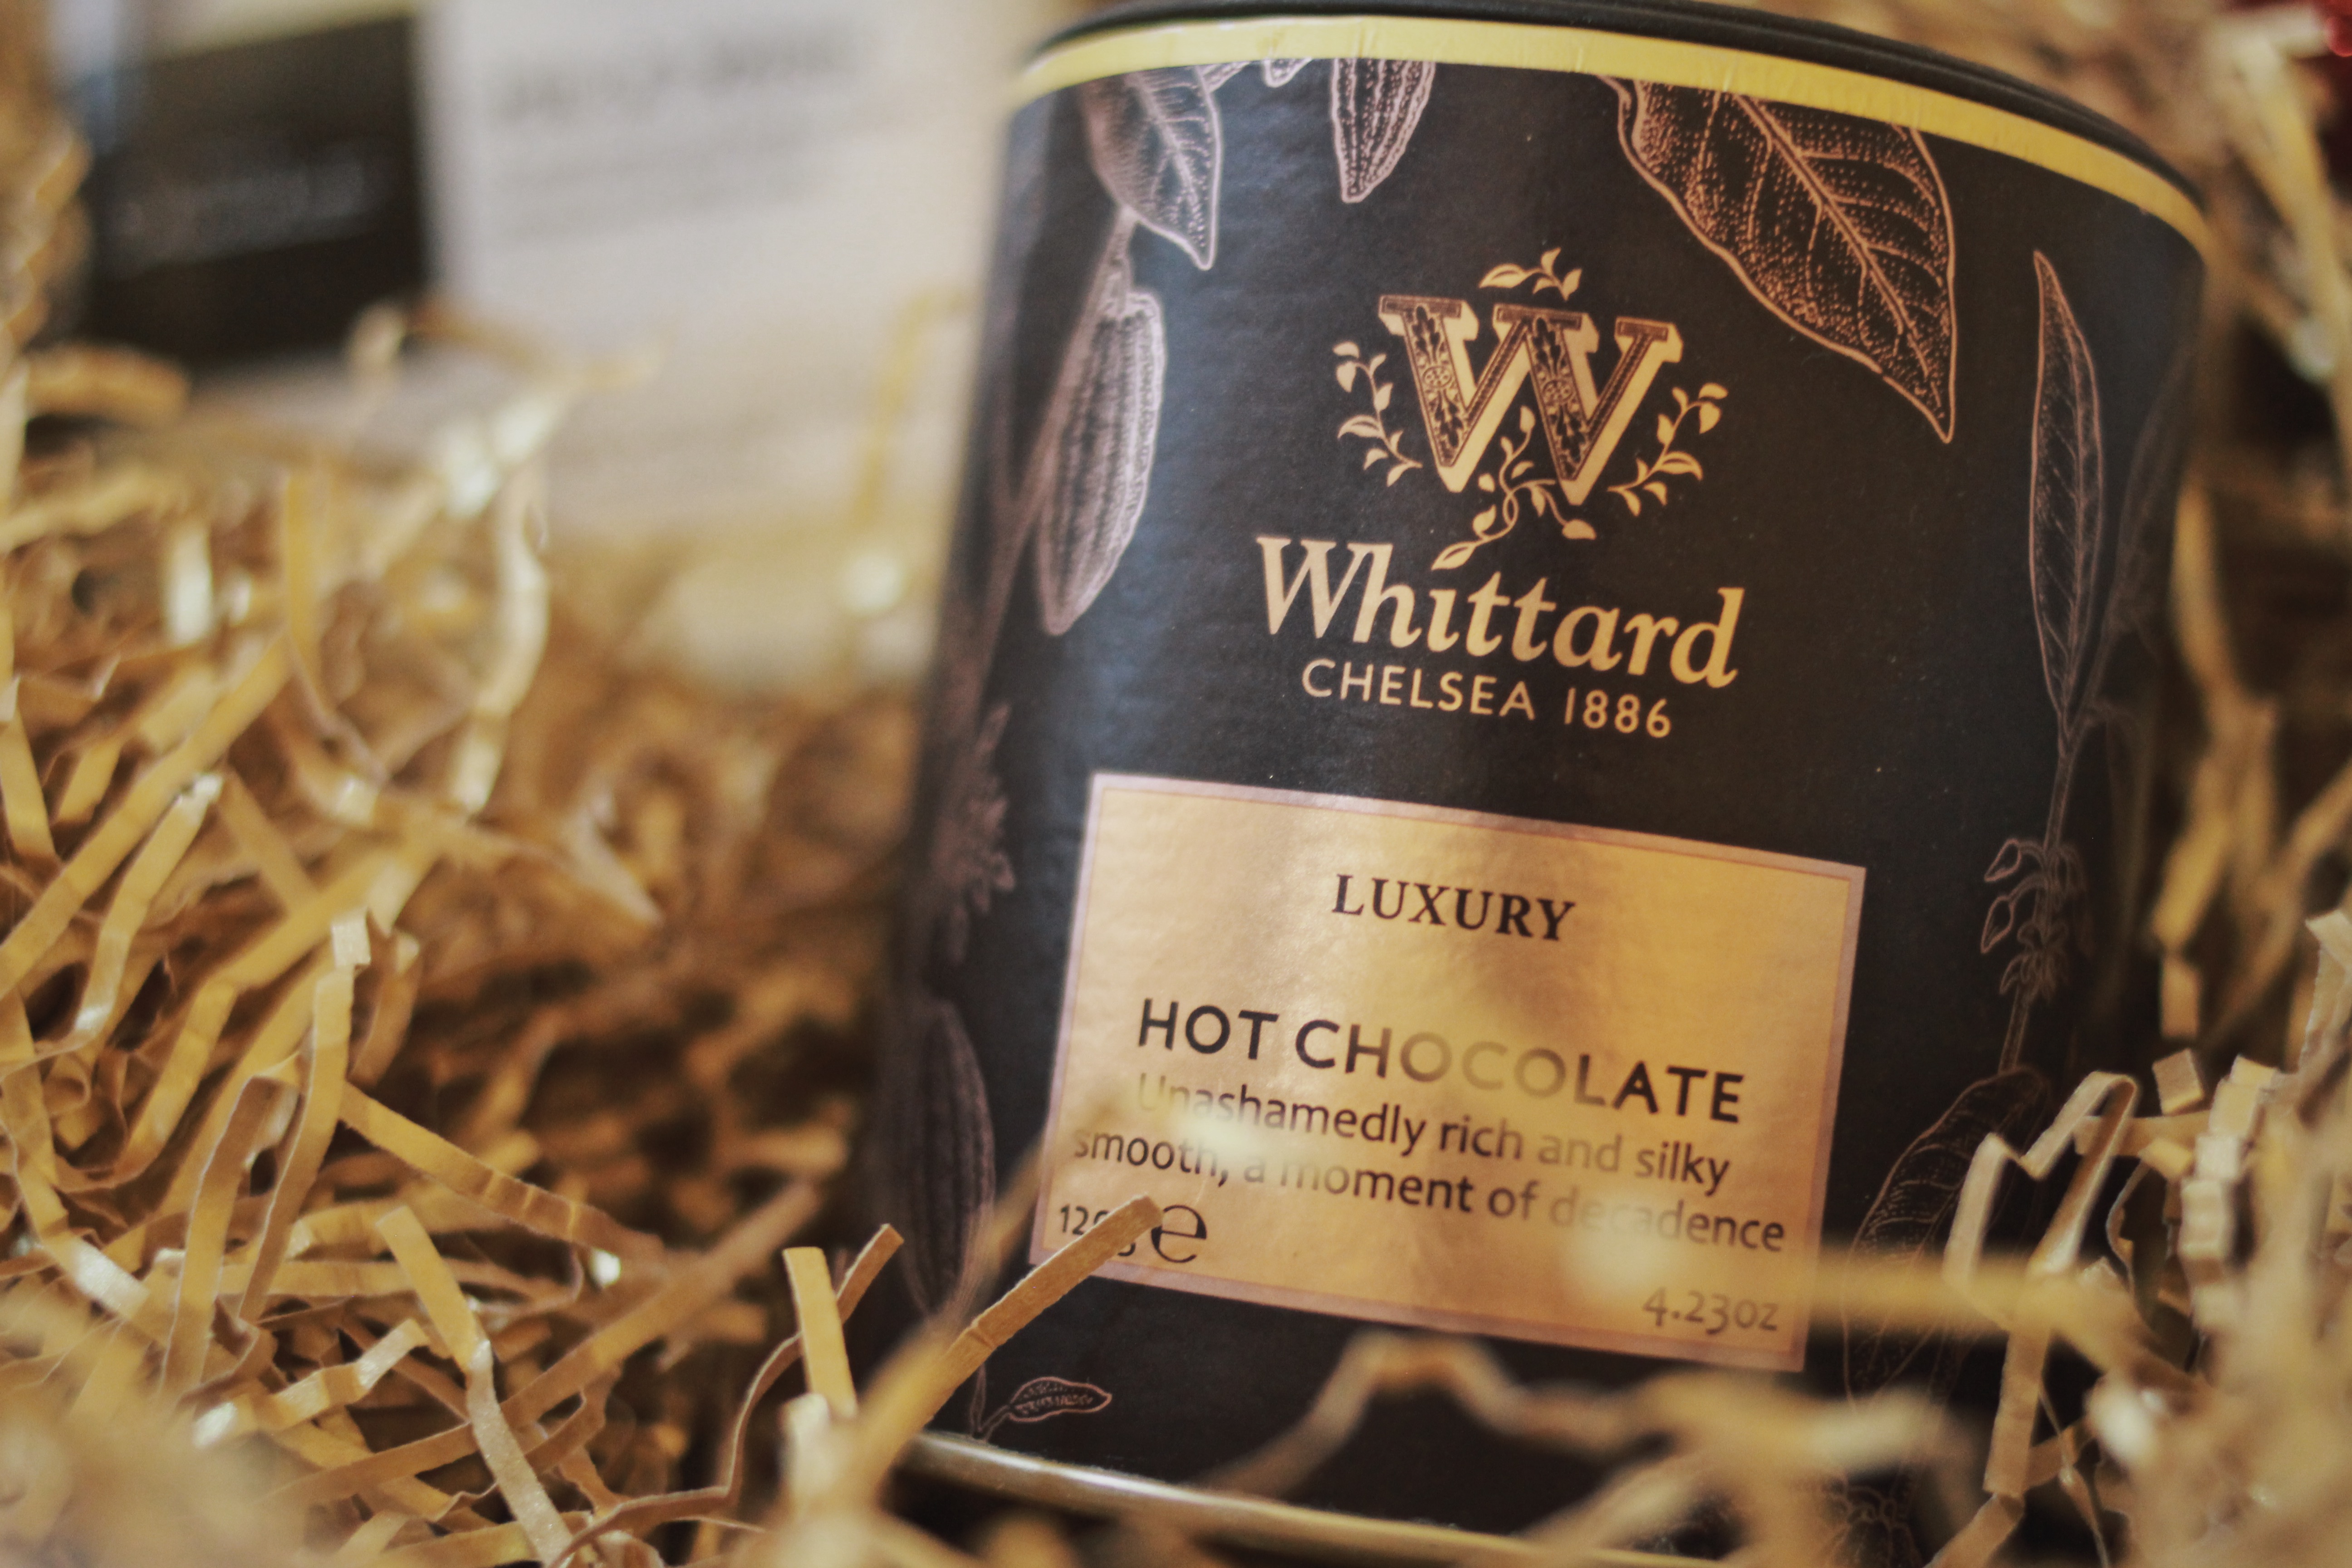 W
Whittard
CHELSEA 1886
LUXURY
HOT CHOCOLATE
Unashamedly rich and silky
smooth, a moment of decadence
e
4.23oz